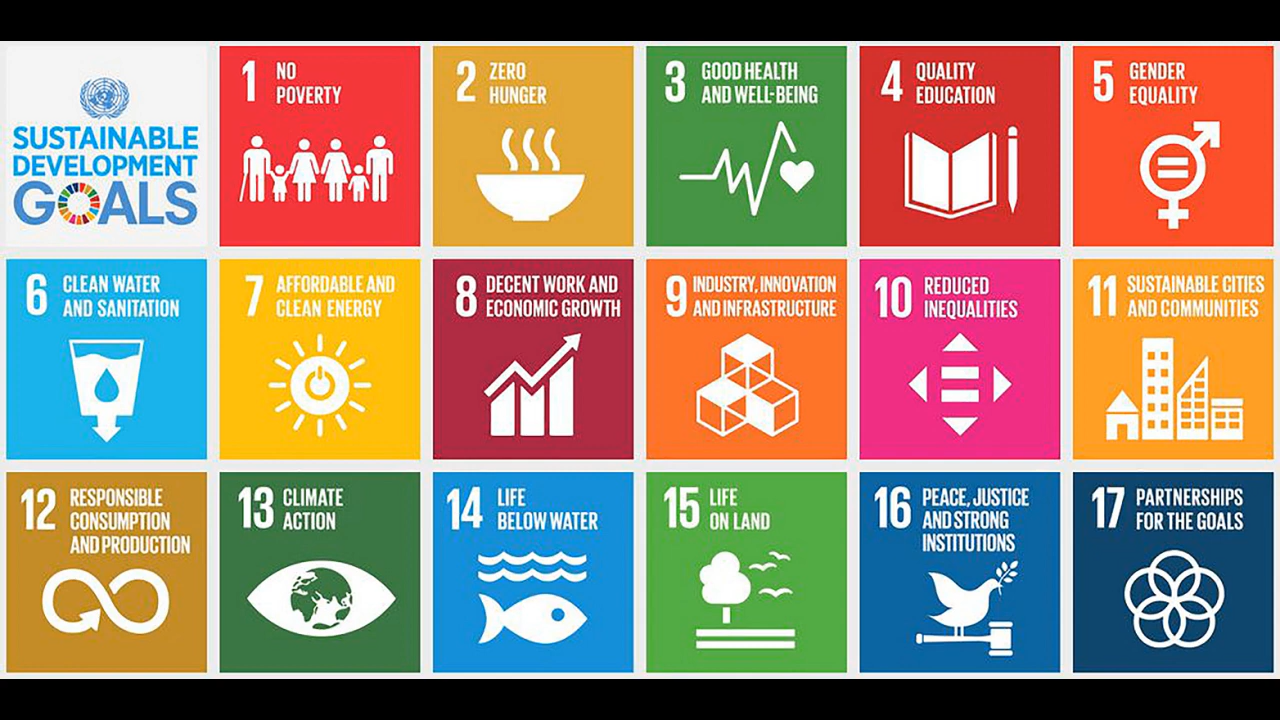 SUSTAINABLE
DEVELOPMENT
GOALS
1 NO
POVERTY
2 ZERO
HUNGER
3 GOOD HEALTH
AND WELL-BEING
4 QUALITY
EDUCATION
5 GENDER
EQUALITY
6 CLEAN WATER
AND SANITATION
7 AFFORDABLE AND
CLEAN ENERGY
8 DECENT WORK AND
ECONOMIC GROWTH
9 INDUSTRY, INNOVATION
AND INFRASTRUCTURE
10 REDUCED
INEQUALITIES
11 SUSTAINABLE CITIES
AND COMMUNITIES
12 RESPONSIBLE
CONSUMPTION
AND PRODUCTION
13 CLIMATE
ACTION
14 LIFE
BELOW WATER
15 LIFE
ON LAND
16 PEACE, JUSTICE
AND STRONG
INSTITUTIONS
17 PARTNERSHIPS
FOR THE GOALS